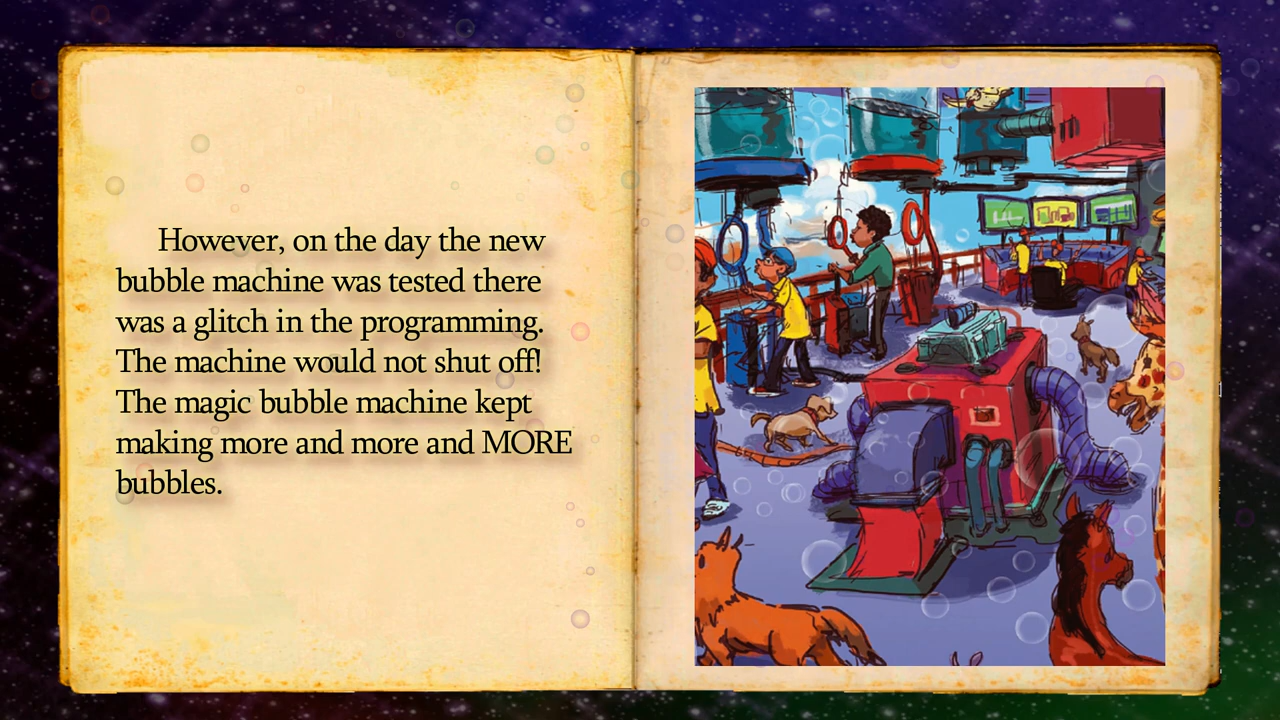 However, on the day the new
bubble machine was tested there
was a glitch in the programming.
The machine would not shut off!
The magic bubble machine kept
making more and more and MORE
bubbles.